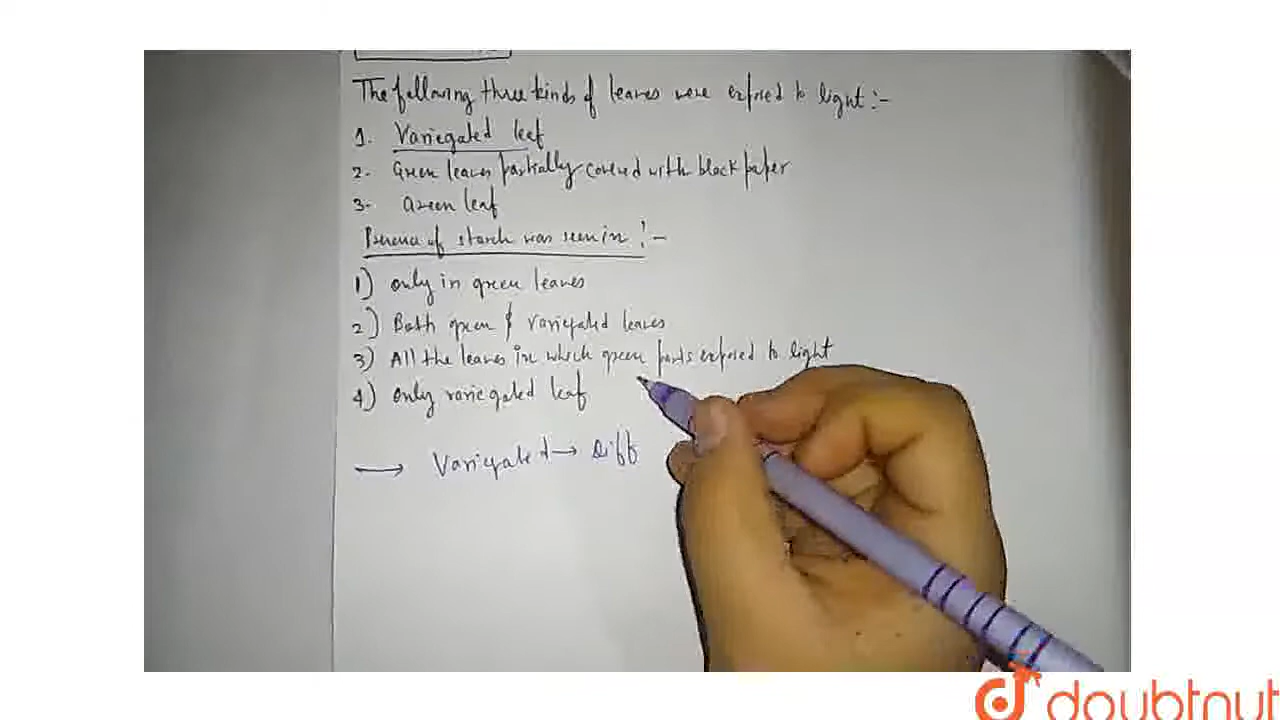 The following three kinds of leaves were exposed to light :-
1. Variegated leaf
2. Green leaves partially covered with black paper
3. Green leaf
of starch was seen in :-
1) only in green leaves
2) Both green & variegated leaves
3) All the leaves in which green parts exposed to light
4) only variegated leaf
→ Variegated → Diff
doubtnut